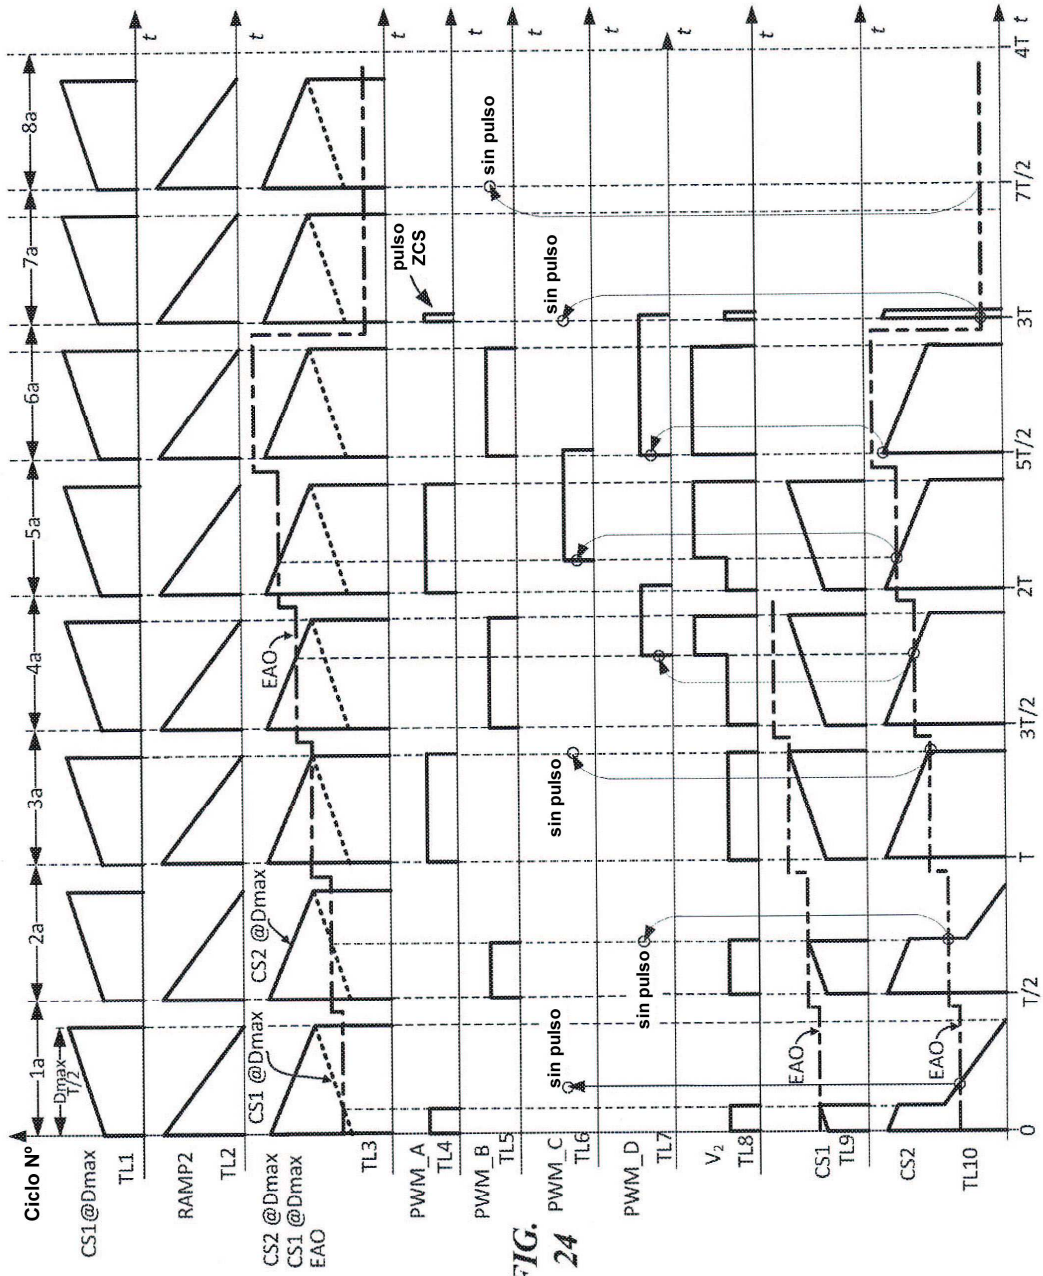 Ciclo Nº
1a
2a
3a
4a
5a
6a
7a
8a
Dmax
T/2
CS1@Dmax
TL1
t
RAMP2
TL2
t
CS2 @Dmax
CS1 @Dmax
EAO
TL3
CS1 @Dmax
CS2 @Dmax
EAO
t
PWM_A
TL4
pulso
ZCS
t
PWM_B
TL5
sin pulso
t
PWM_C
TL6
sin pulso
sin pulso
sin pulso
t
PWM_D
TL7
sin pulso
t
V2
TL8
t
CS1
TL9
EAO
t
CS2
TL10
EAO
t
0
T/2
T
3T/2
2T
5T/2
3T
7T/2
4T
FIG.
24